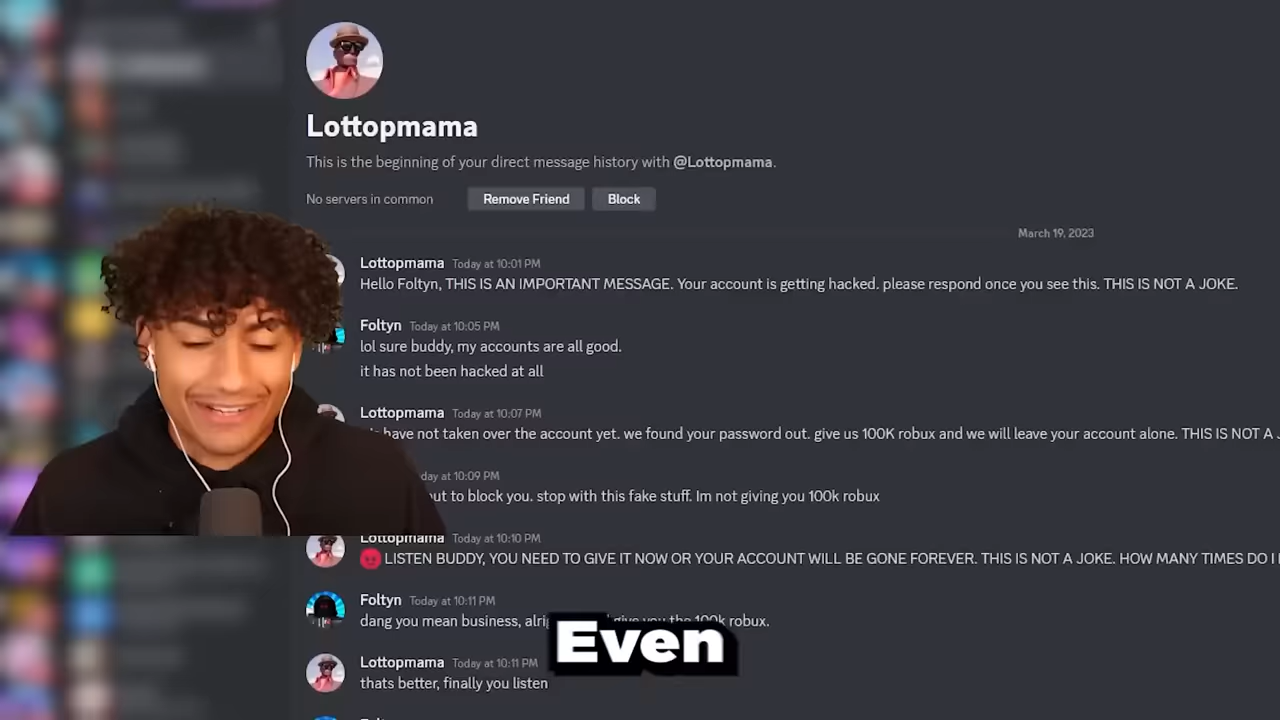 Lottopmama
This is the beginning of your direct message history with @Lottopmama.
No servers in common Remove Friend Block
March 19, 2023
Lottopmama Today at 10:01 PM
Hello Foltyn, THIS IS AN IMPORTANT MESSAGE. Your account is getting hacked. please respond once you see this. THIS IS NOT A JOKE.
Foltyn Today at 10:05 PM
lol sure buddy, my accounts are all good.
it has not been hacked at all
Lottopmama Today at 10:07 PM
have not taken over the account yet. we found your password out. give us 100K robux and we will leave your account alone. THIS IS NOT A
at 10:09 PM
to block you. stop with this fake stuff. Im not giving you 100k robux
Lottopmama Today at 10:10 PM
LISTEN BUDDY, YOU NEED TO GIVE IT NOW OR YOUR ACCOUNT WILL BE GONE FOREVER. THIS IS NOT A JOKE. HOW MANY TIMES DO I
Foltyn Today at 10:11 PM
dang you mean business, give you the 100k robux.
Even
Lottopmama Today at 10:11 PM
thats better, finally you listen